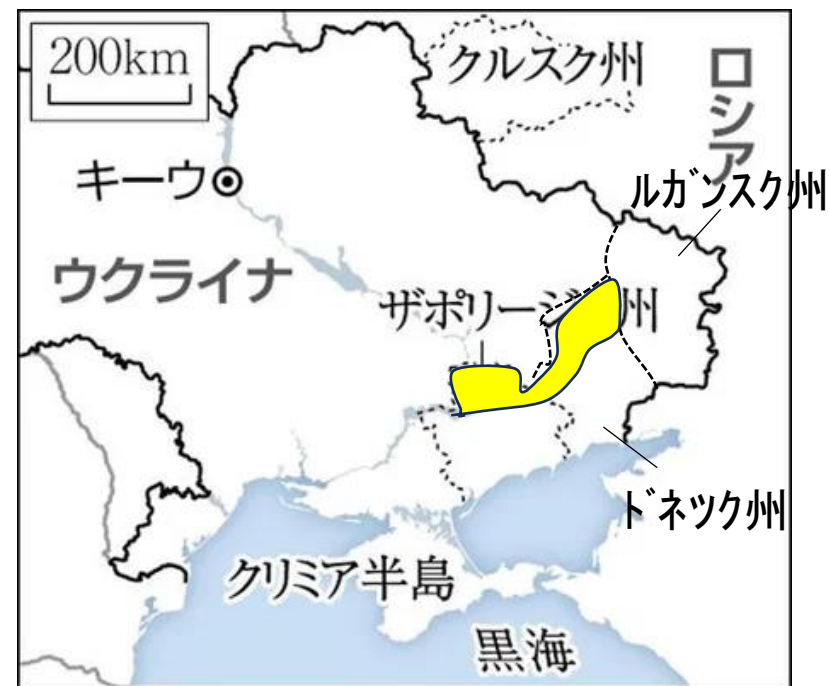 200km
クルスク州
ロシア
キーウ
ルガンスク州
ウクライナ
ザポリージ州
ドネツク州
クリミア半島
黒海